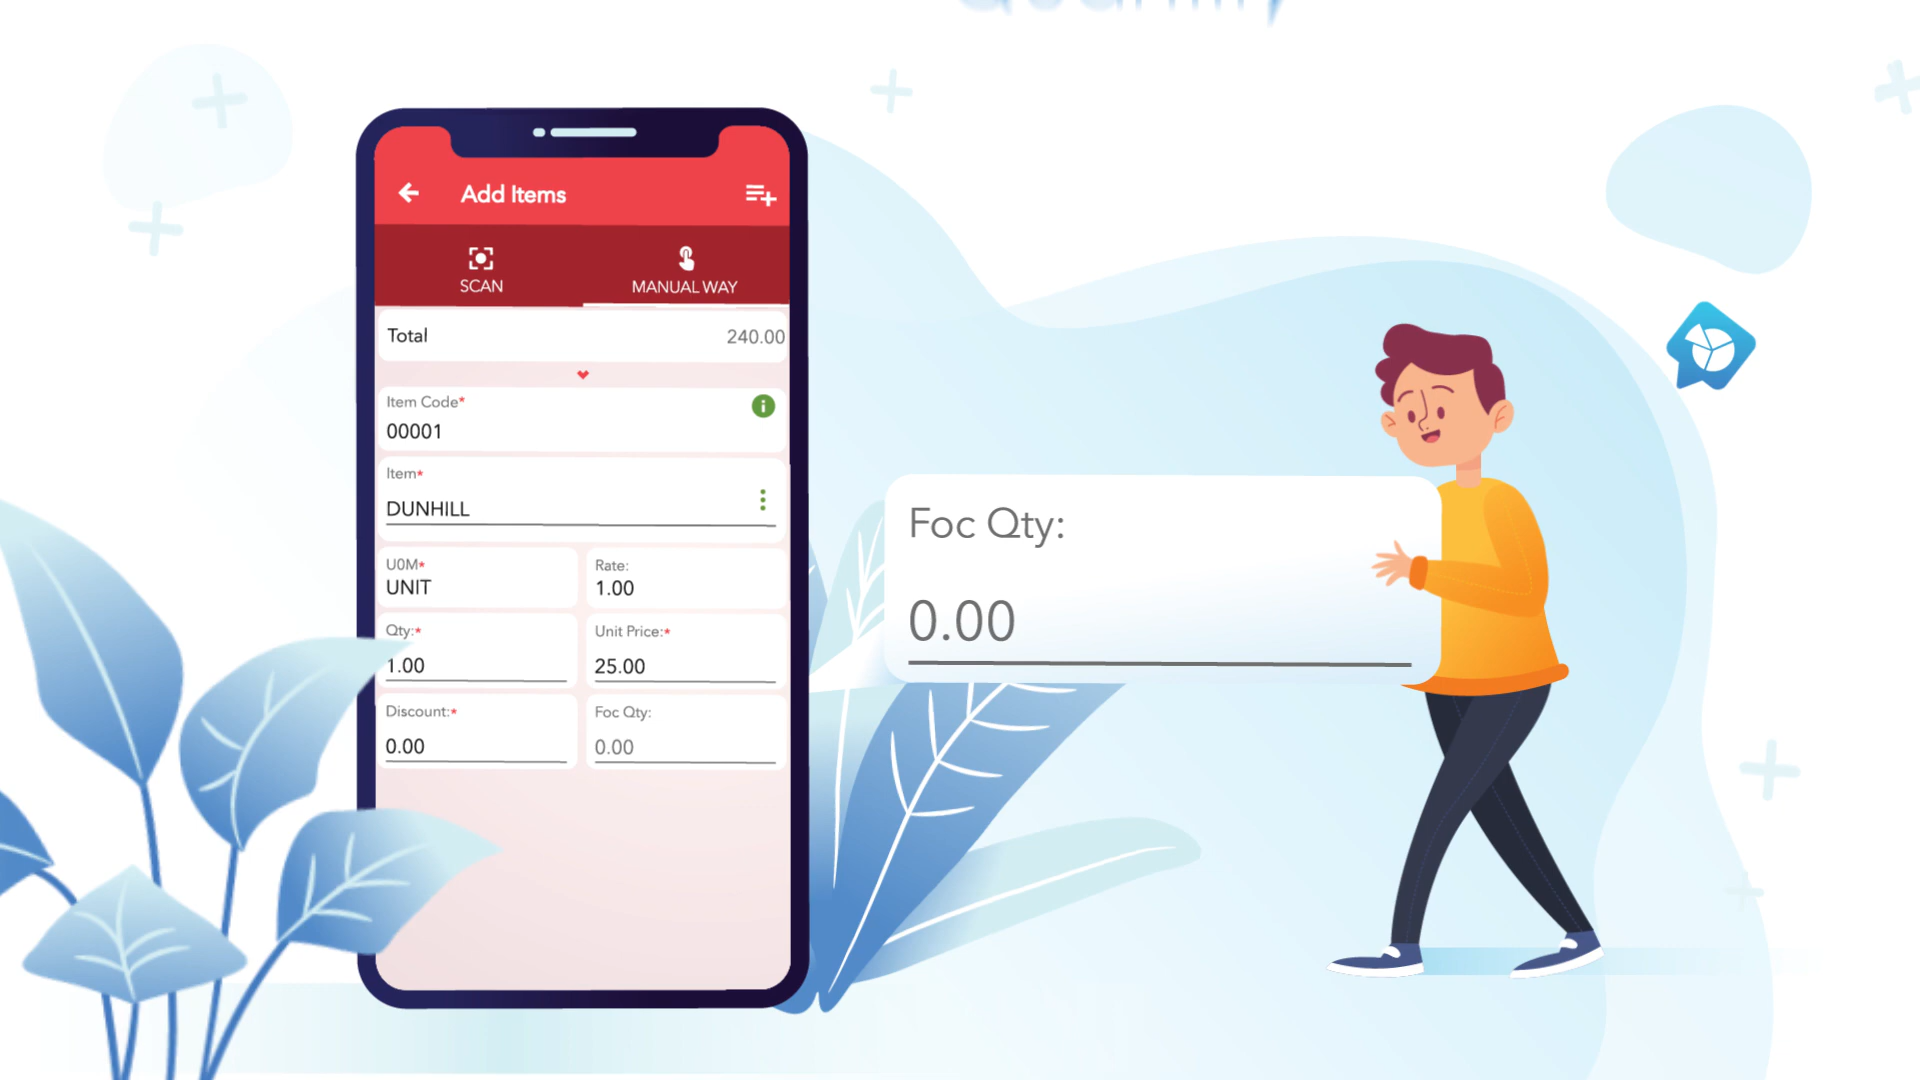 Add Items
SCAN
MANUAL WAY
Total
240.00
Item Code*
00001
Item*
DUNHILL
U0M*
UNIT
Rate:
1.00
Qty:*
1.00
Unit Price:*
25.00
Discount:*
0.00
Foc Qty:
0.00
Foc Qty:
0.00